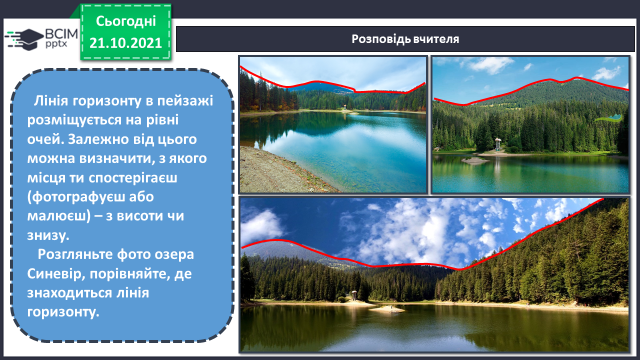 Сьогодні
21.10.2021
BCIM
pptx
Розповідь вчителя
Лінія горизонту в пейзажі
розміщується на рівні
очей. Залежно від цього
можна визначити, з якого
місця ти спостерігаєш
(фотографуєш або
малюєш) – з висоти чи
знизу.
Розгляньте фото озера
Синевір, порівняйте, де
знаходиться лінія
горизонту.